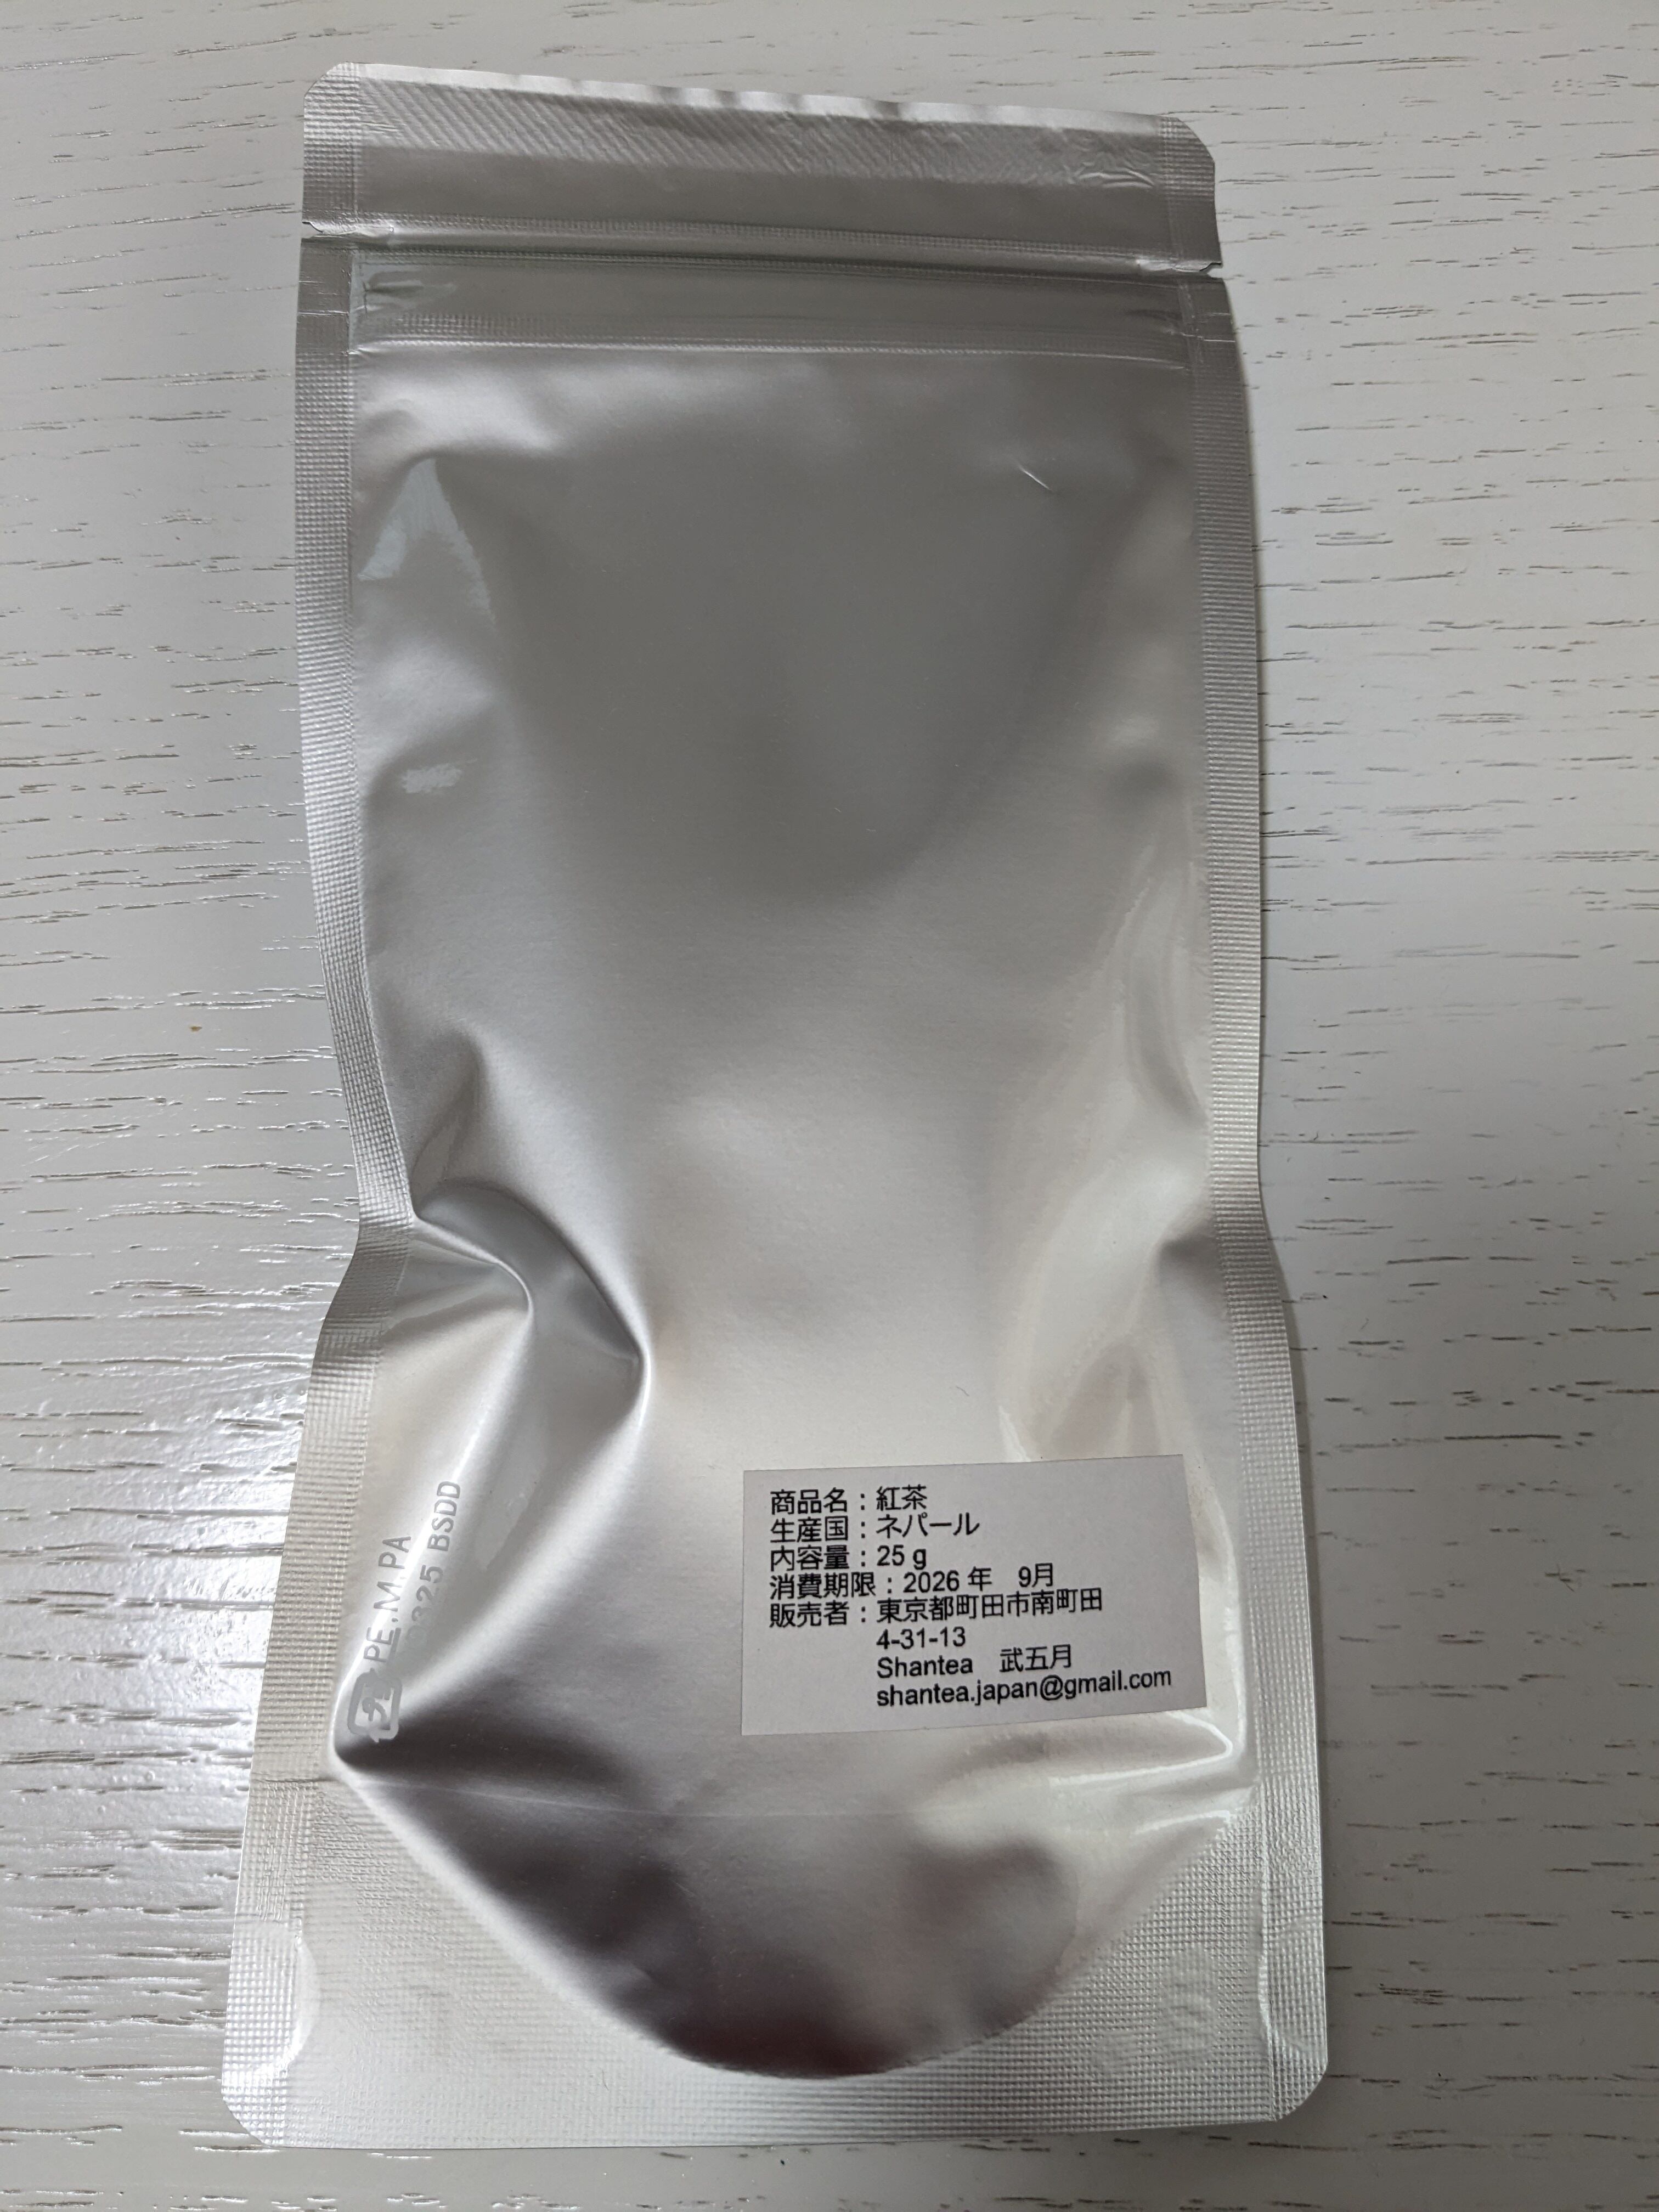 商品名：紅茶
生産国：ネパール
内容量：25 g
消費期限：2026 年　9月
販売者：東京都町田市南町田
4-31-13
Shantea　武五月
shantea.japan@gmail.com
プラ PE.M.PA
BSDD